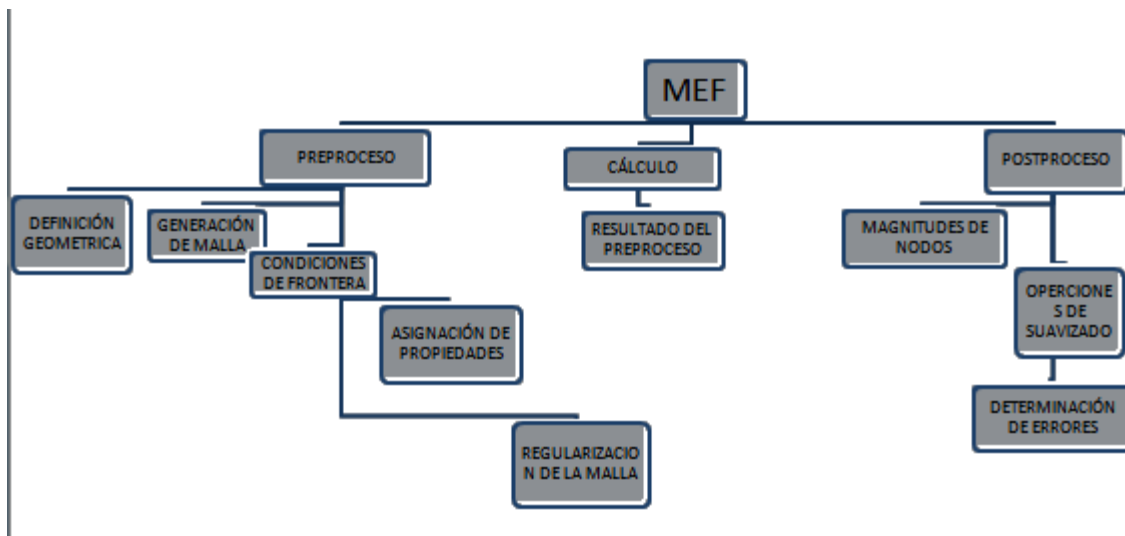 MEF
PREPROCESO
CÁLCULO
POSTPROCESO
DEFINICIÓN
GEOMETRICA
GENERACIÓN
DE MALLA
CONDICIONES
DE FRONTERA
ASIGNACIÓN DE
PROPIEDADES
REGULARIZACIO
N DE LA MALLA
RESULTADO DEL
PREPROCESO
MAGNITUDES DE
NODOS
OPERCIONE
S DE
SUAVIZADO
DETERMINACIÓN
DE ERRORES